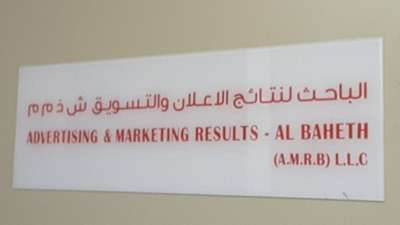 الباحث لنتائج الاعلان والتسويق ش ذ م م
ADVERTISING & MARKETING RESULTS - AL BAHETH
(A.M.R.B) L.L.C